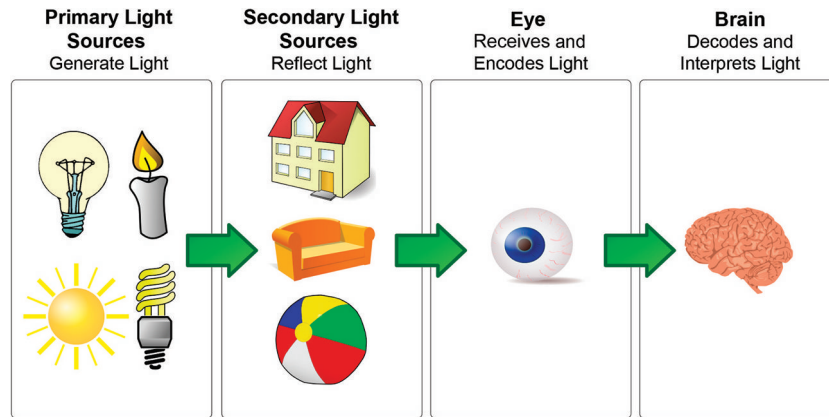 Primary Light
Sources
Generate Light
Secondary Light
Sources
Reflect Light
Eye
Receives and
Encodes Light
Brain
Decodes and
Interprets Light